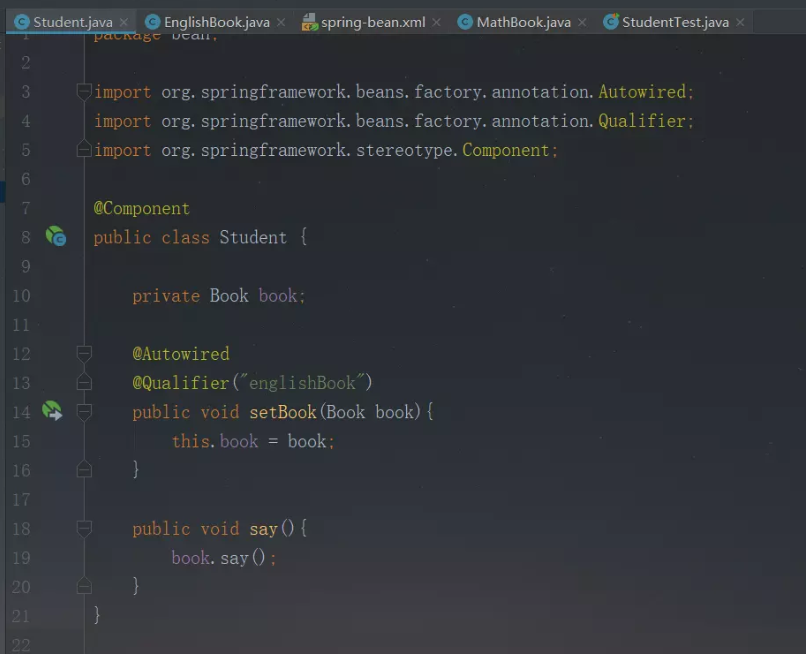 Student.java EnglishBook.java spring-bean.xml MathBook.java StudentTest.java
1 package bean;
2
3 import org.springframework.beans.factory.annotation.Autowired;
4 import org.springframework.beans.factory.annotation.Qualifier;
5 import org.springframework.stereotype.Component;
6
7 @Component
8 public class Student {
9
10 private Book book;
11
12 @Autowired
13 @Qualifier("englishBook")
14 public void setBook(Book book){
15 this.book = book;
16 }
17
18 public void say(){
19 book.say();
20 }
21 }
22